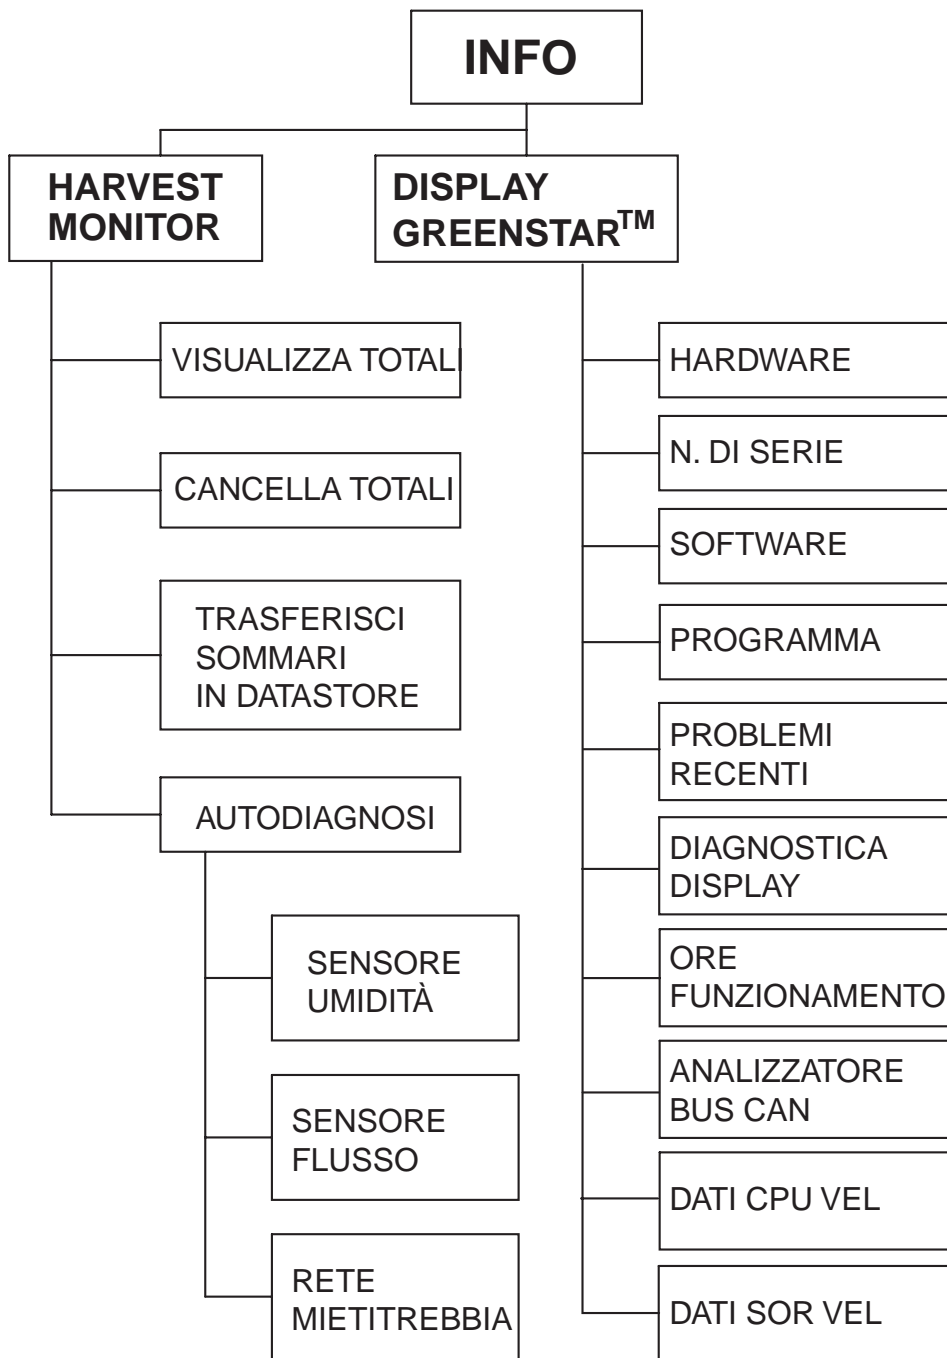 INFO
HARVEST
MONITOR
DISPLAY
GREENSTAR™
VISUALIZZA TOTALI
CANCELLA TOTALI
TRASFERISCI
SOMMARI
IN DATASTORE
AUTODIAGNOSI
SENSORE
UMIDITÀ
SENSORE
FLUSSO
RETE
MIETITREBBIA
HARDWARE
N. DI SERIE
SOFTWARE
PROGRAMMA
PROBLEMI
RECENTI
DIAGNOSTICA
DISPLAY
ORE
FUNZIONAMENTO
ANALIZZATORE
BUS CAN
DATI CPU VEL
DATI SOR VEL